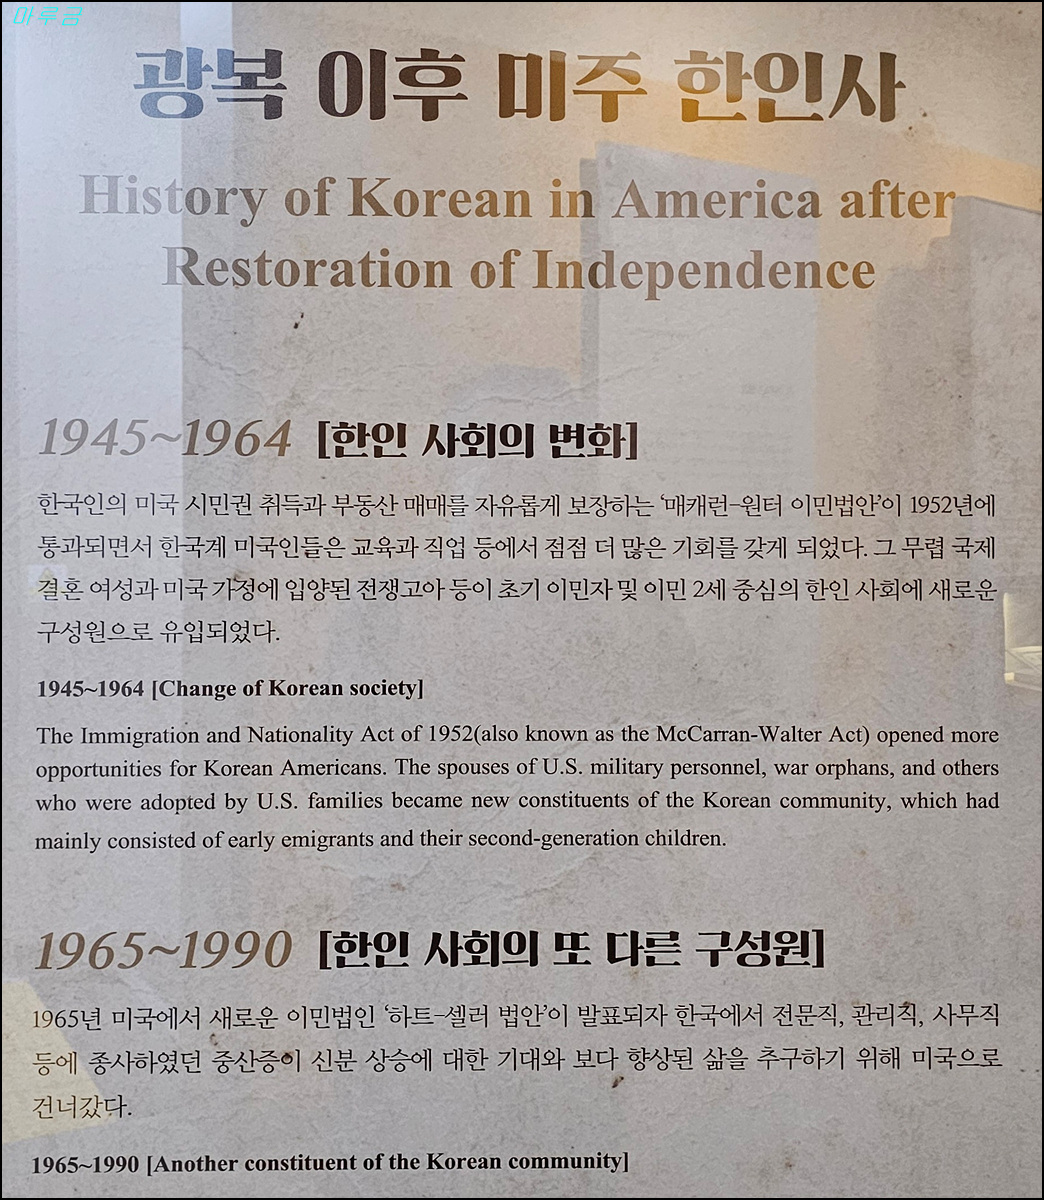 마루금
광복 이후 미주 한인사
History of Korean in America after
Restoration of Independence
1945~1964 [한인 사회의 변화]
한국인의 미국 시민권 취득과 부동산 매매를 자유롭게 보장하는 ‘매캐런-월터 이민법안’이 1952년에
통과되면서 한국계 미국인들은 교육과 직업 등에서 점점 더 많은 기회를 갖게 되었다. 그 무렵 국제
결혼 여성과 미국 가정에 입양된 전쟁고아 등이 초기 이민자 및 이민 2세 중심의 한인 사회에 새로운
구성원으로 유입되었다.
1945~1964 [Change of Korean society]
The Immigration and Nationality Act of 1952(also known as the McCarran-Walter Act) opened more
opportunities for Korean Americans. The spouses of U.S. military personnel, war orphans, and others
who were adopted by U.S. families became new constituents of the Korean community, which had
mainly consisted of early emigrants and their second-generation children.
1965~1990 [한인 사회의 또 다른 구성원]
1965년 미국에서 새로운 이민법인 ‘하트-셀러 법안’이 발표되자 한국에서 전문직, 관리직, 사무직
등에 종사하였던 중산층이 신분 상승에 대한 기대와 보다 향상된 삶을 추구하기 위해 미국으로
건너갔다.
1965~1990 [Another constituent of the Korean community]